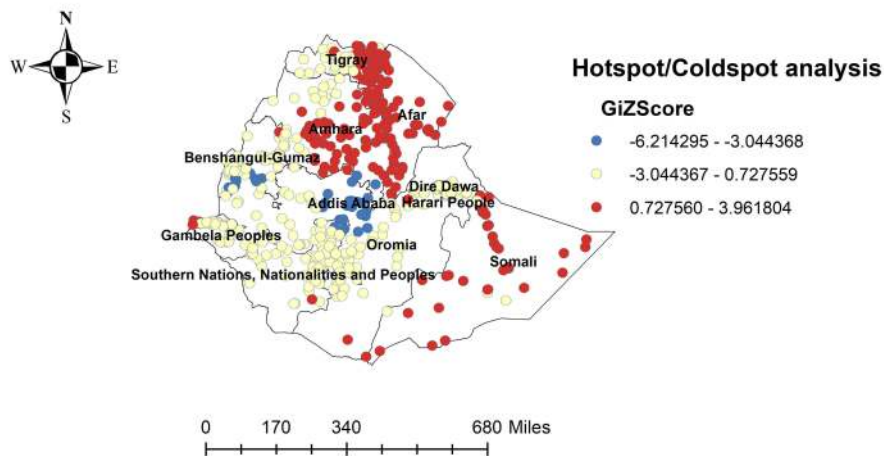 N
W E
S
Hotspot/Coldspot analysis
GiZScore
-6.214295 - -3.044368
-3.044367 - 0.727559
0.727560 - 3.961804
Tigray
Afar
Amhara
Benshangul-Gumaz
Dire Dawa
Addis Ababa Harari People
Gambela Peoples
Oromia
Somali
Southern Nations, Nationalities and Peoples
0 170 340 680 Miles